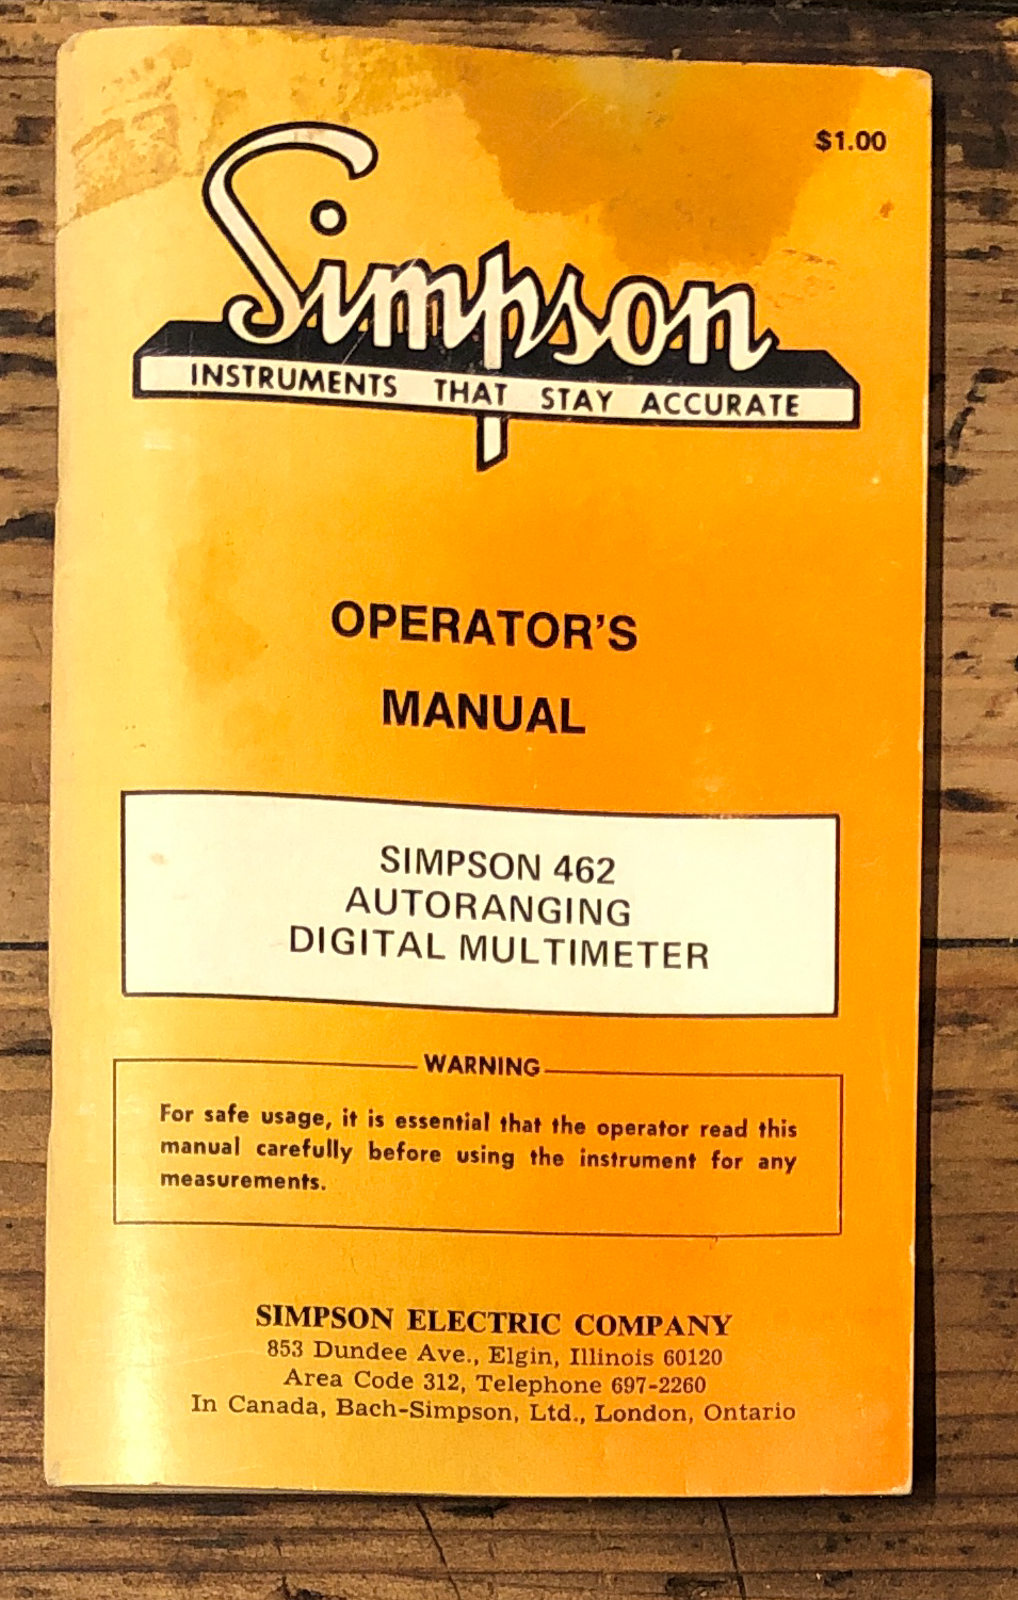 $1.00
Simpson
INSTRUMENTS THAT STAY ACCURATE
OPERATOR'S
MANUAL
SIMPSON 462
AUTORANGING
DIGITAL MULTIMETER
WARNING
For safe usage, it is essential that the operator read this
manual carefully before using the instrument for any
measurements.
SIMPSON ELECTRIC COMPANY
853 Dundee Ave., Elgin, Illinois 60120
Area Code 312, Telephone 697-2260
In Canada, Bach-Simpson, Ltd., London, Ontario